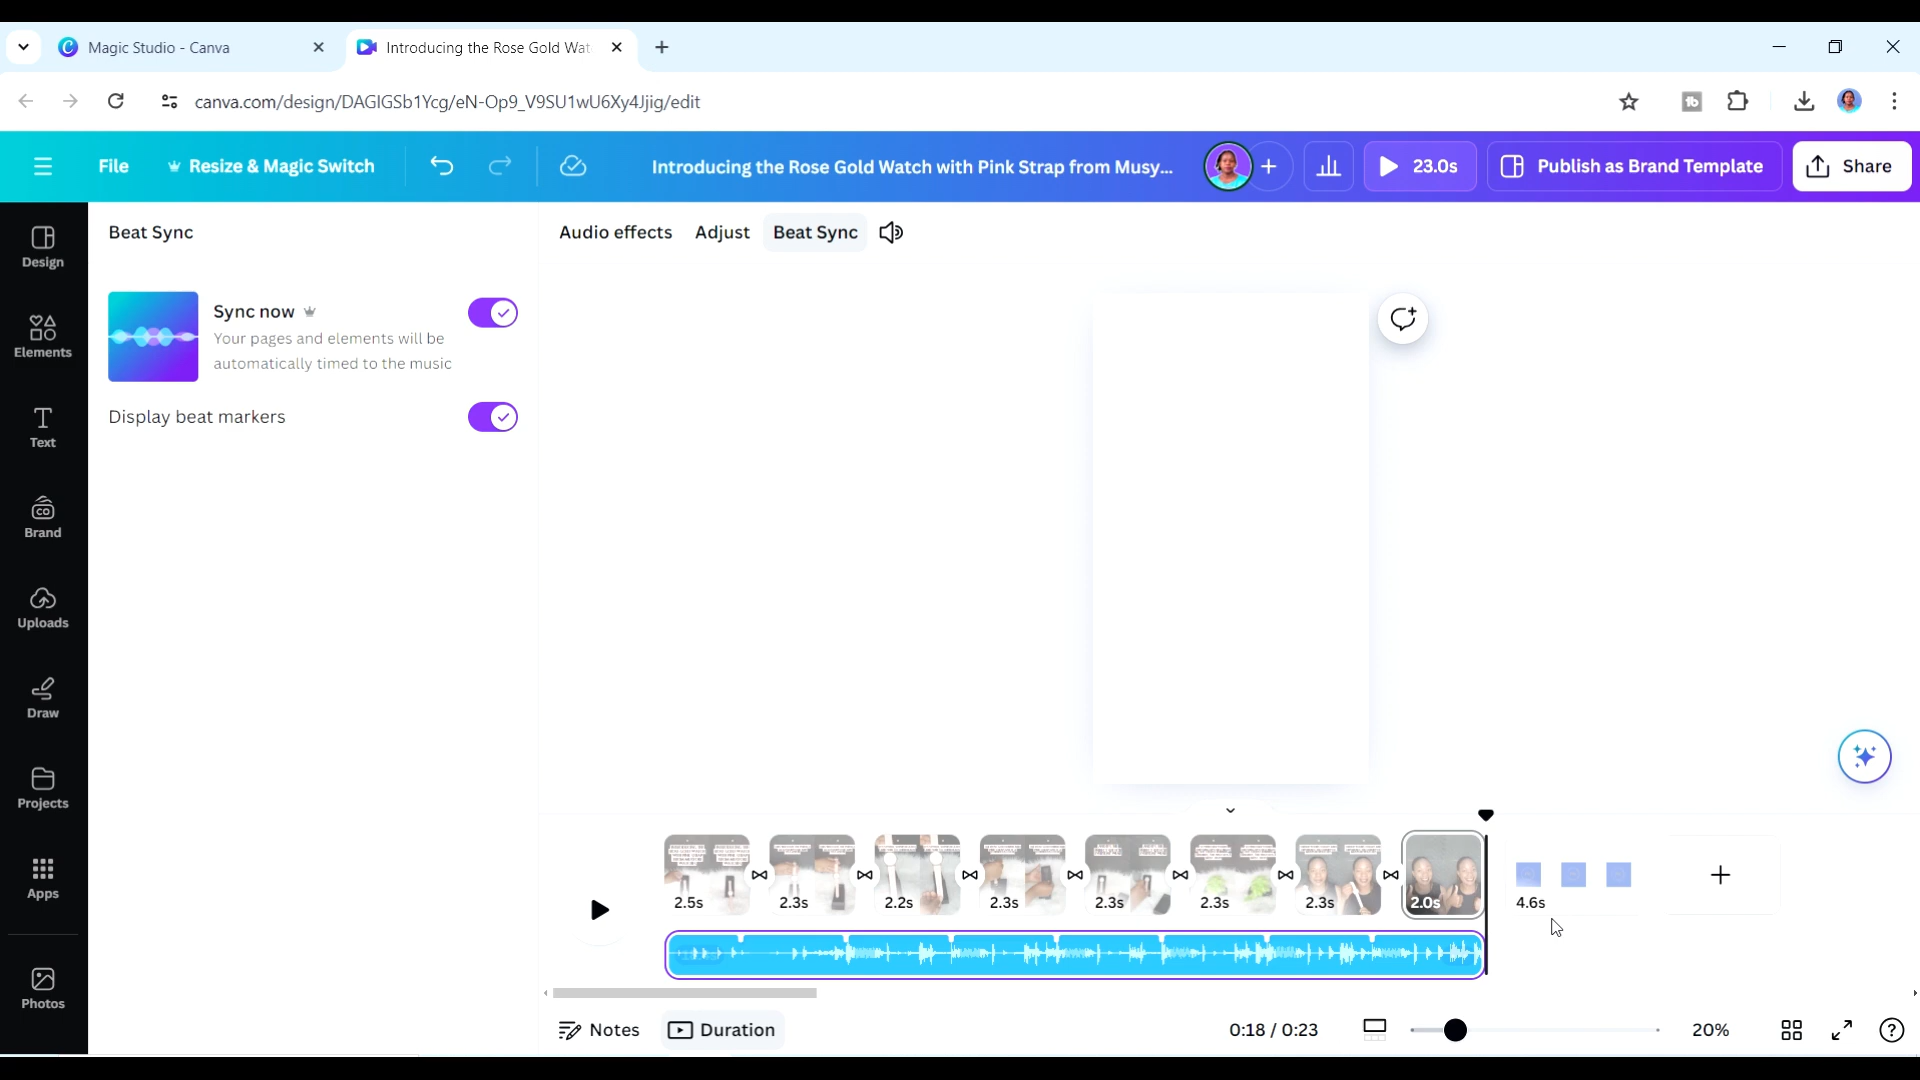 Magic Studio - Canva
Introducing the Rose Gold Wat
canva.com/design/DAGIGSb1Ycg/eN-Op9_V9SU1wU6Xy4Jjig/edit
File
Resize & Magic Switch
Introducing the Rose Gold Watch with Pink Strap from Musy...
23.0s
Publish as Brand Template
Share
Design
Elements
Text
Brand
Uploads
Draw
Projects
Apps
Photos
Beat Sync
Sync now
Your pages and elements will be
automatically timed to the music
Display beat markers
Audio effects
Adjust
Beat Sync
2.5s
2.3s
2.2s
2.3s
2.3s
2.3s
2.3s
2.0s
4.6s
Notes
Duration
0:18 / 0:23
20%